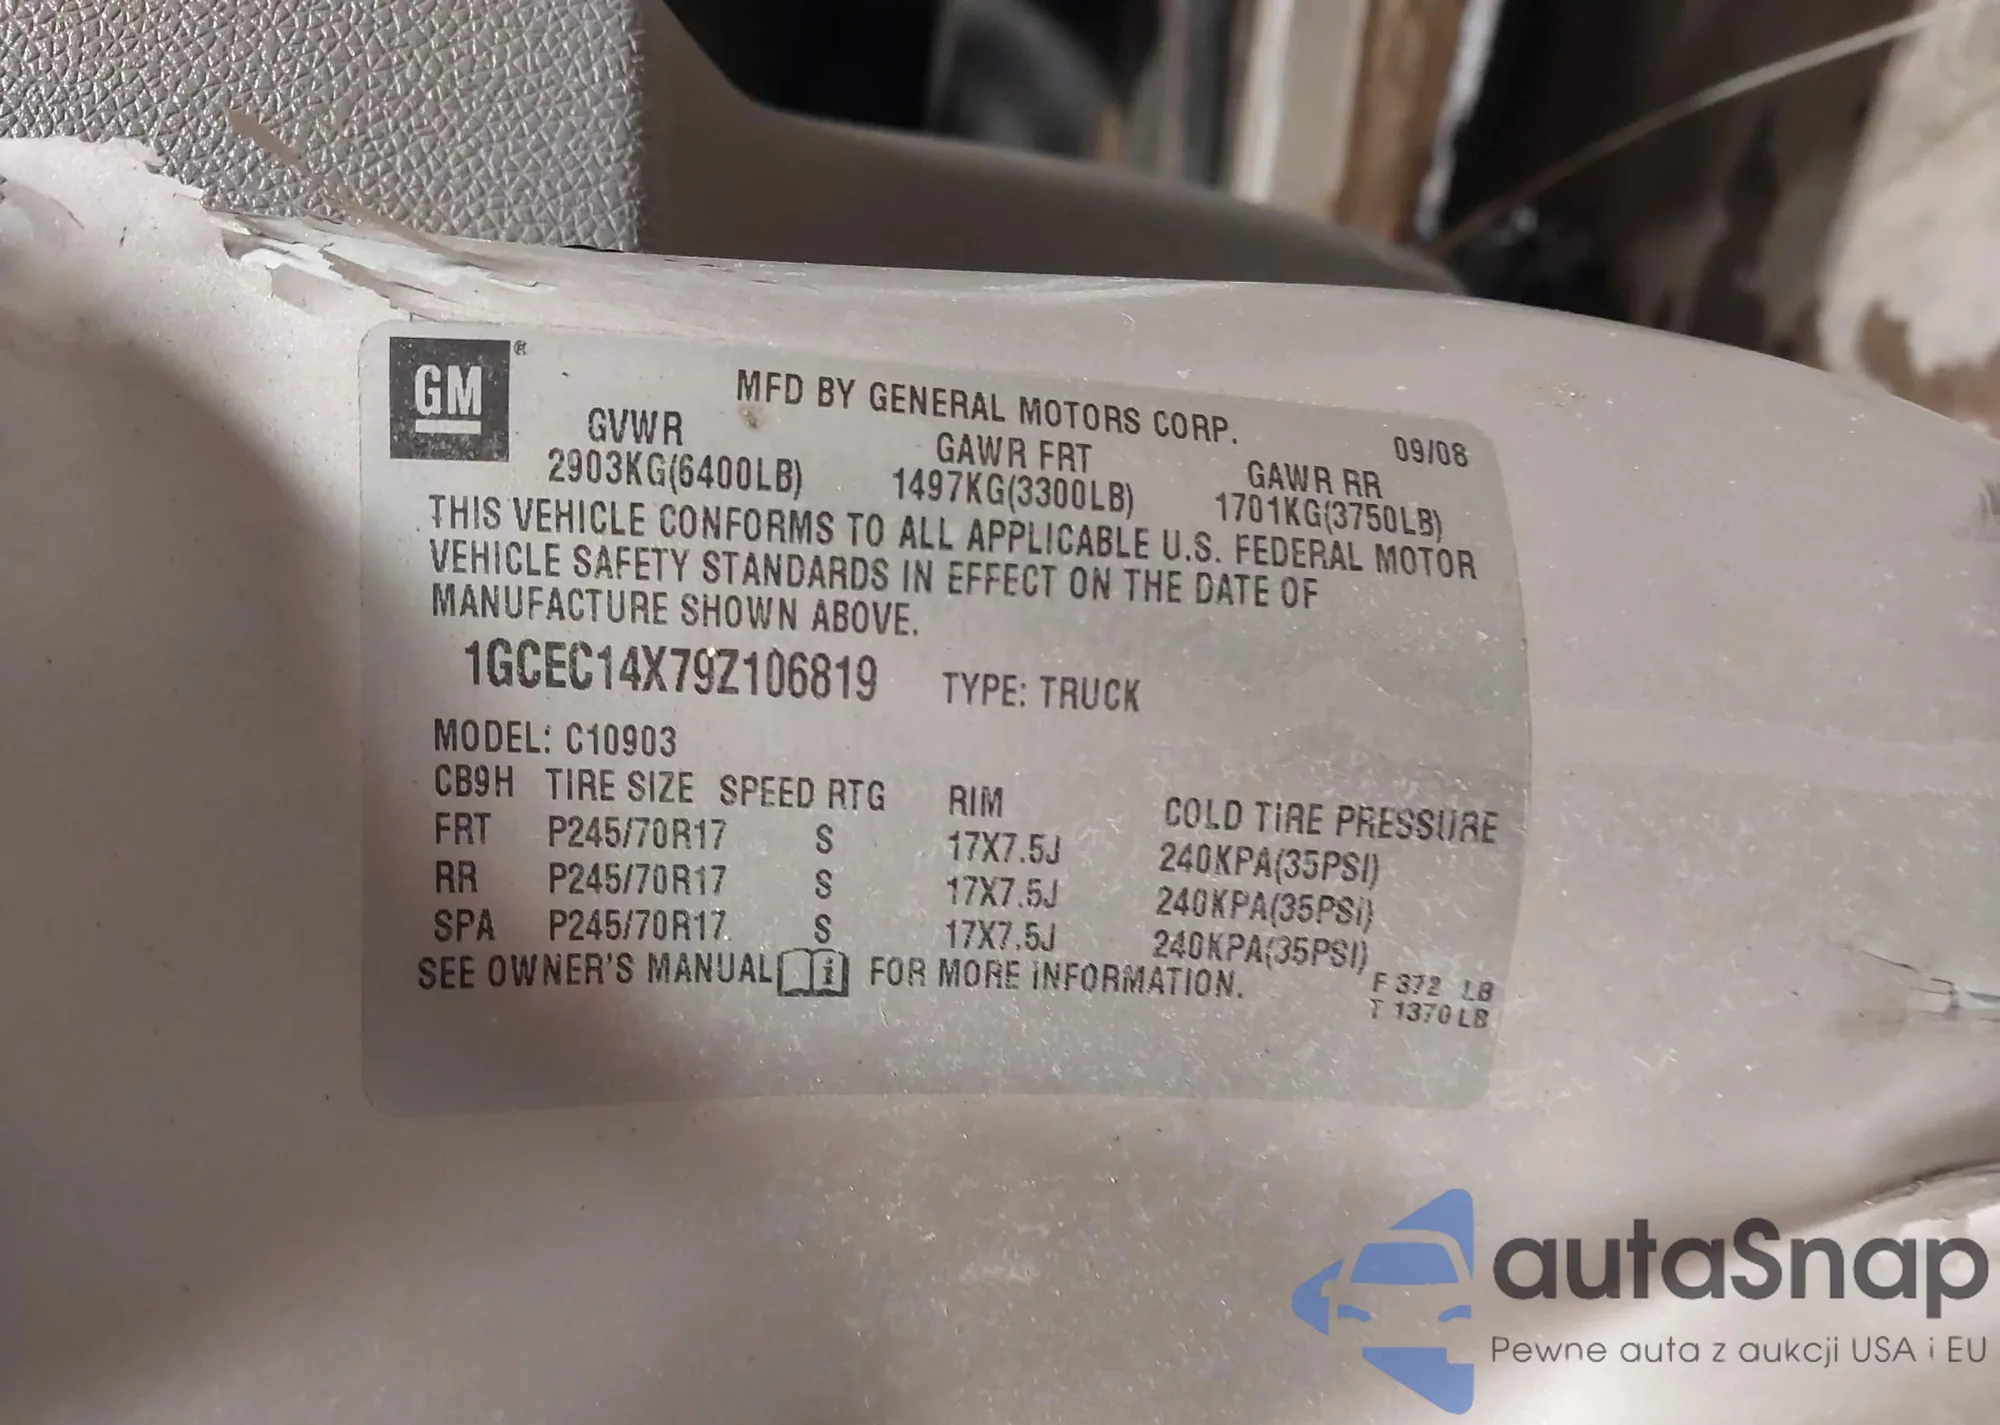 GM®
MFD BY GENERAL MOTORS CORP. 09/08
GVWR GAWR FRT GAWR RR
2903KG(6400LB) 1497KG(3300LB) 1701KG(3750LB)
THIS VEHICLE CONFORMS TO ALL APPLICABLE U.S. FEDERAL MOTOR
VEHICLE SAFETY STANDARDS IN EFFECT ON THE DATE OF
MANUFACTURE SHOWN ABOVE.
1GCEC14X79Z106819 TYPE: TRUCK
MODEL: C10903
CB9H TIRE SIZE SPEED RTG RIM COLD TIRE PRESSURE
FRT P245/70R17 S 17X7.5J 240KPA(35PSI)
RR P245/70R17 S 17X7.5J 240KPA(35PSI)
SPA P245/70R17 S 17X7.5J 240KPA(35PSI)
SEE OWNER'S MANUAL i FOR MORE INFORMATION.
F 372 LB
T 1370 LB
autaSnap
Pewne auta z aukcji USA i EU